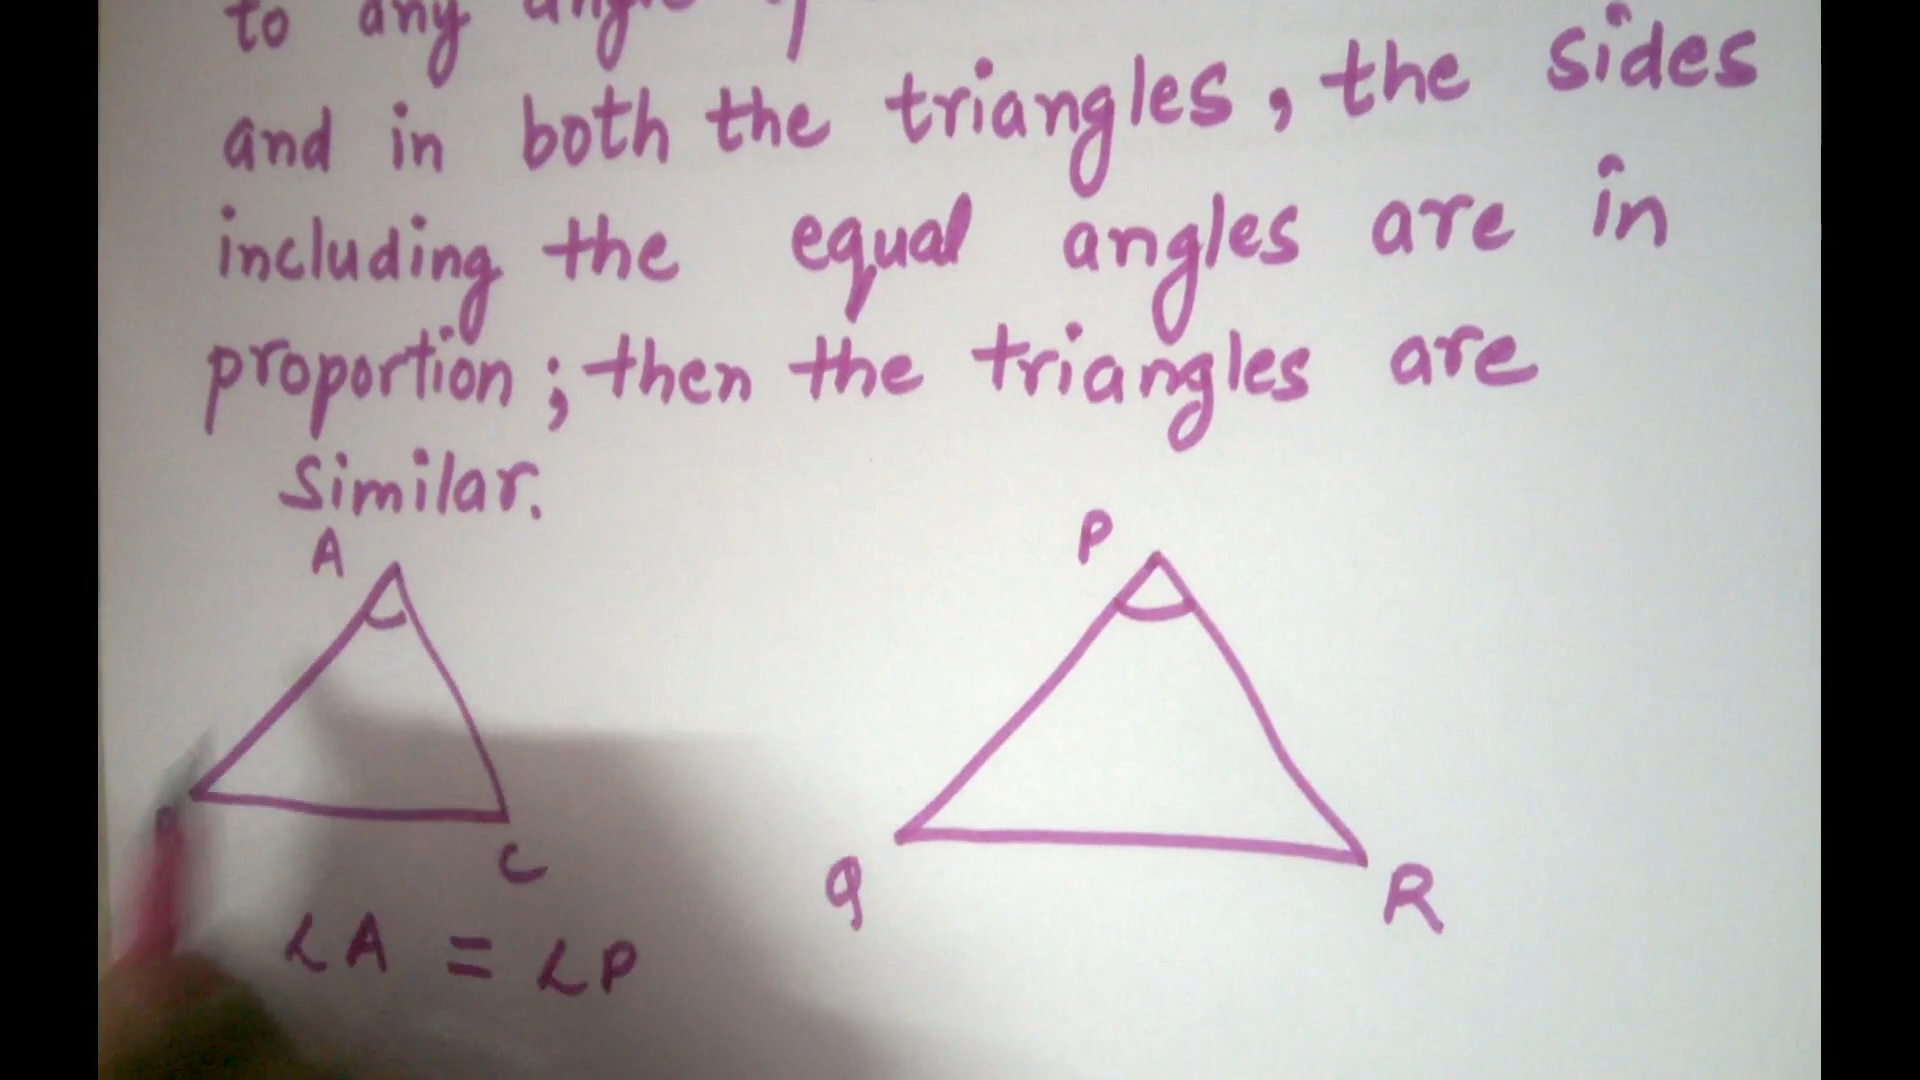 to any angle
and in both the triangles, the sides
including the equal angles are in
proportion; then the triangles are
similar.
A
P
C
Q
R
∠A = ∠P